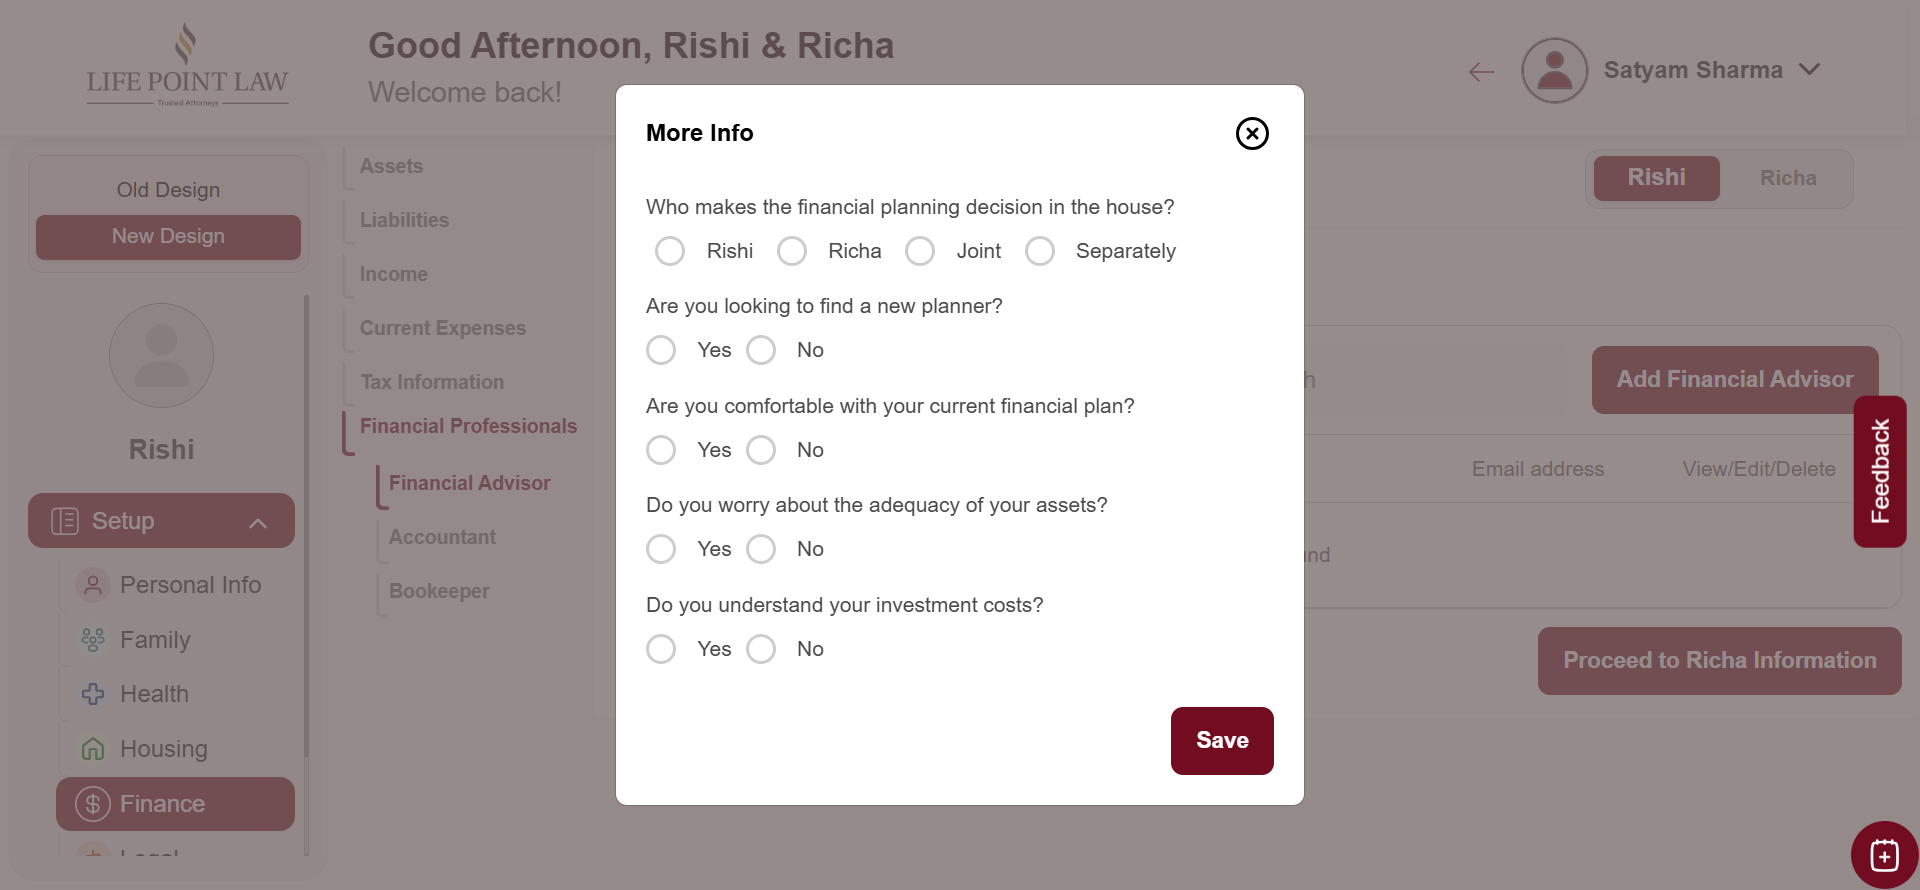 LIFE POINT LAW
Trusted Attorneys
Good Afternoon, Rishi & Richa
Welcome back!
Satyam Sharma
Old Design
New Design
Rishi
Setup
Personal Info
Family
Health
Housing
Finance
Legal
Assets
Liabilities
Income
Current Expenses
Tax Information
Financial Professionals
Financial Advisor
Accountant
Bookeeper
Rishi
Richa
Add Financial Advisor
Email address
View/Edit/Delete
Proceed to Richa Information
Feedback
More Info
Who makes the financial planning decision in the house?
Rishi Richa Joint Separately
Are you looking to find a new planner?
Yes No
Are you comfortable with your current financial plan?
Yes No
Do you worry about the adequacy of your assets?
Yes No
Do you understand your investment costs?
Yes No
Save